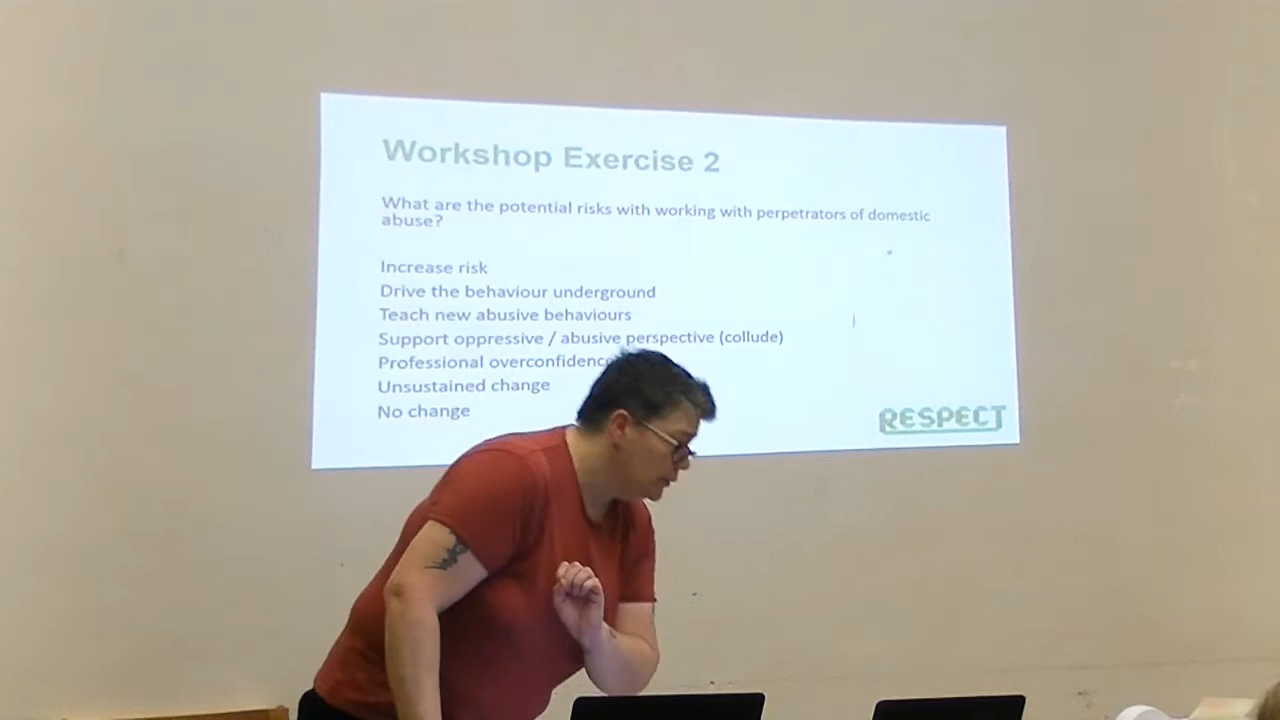 Workshop Exercise 2
What are the potential risks with working with perpetrators of domestic
abuse?
Increase risk
Drive the behaviour underground
Teach new abusive behaviours
Support oppressive / abusive perspective (collude)
Professional overconfidence
Unsustained change
No change
RESPECT